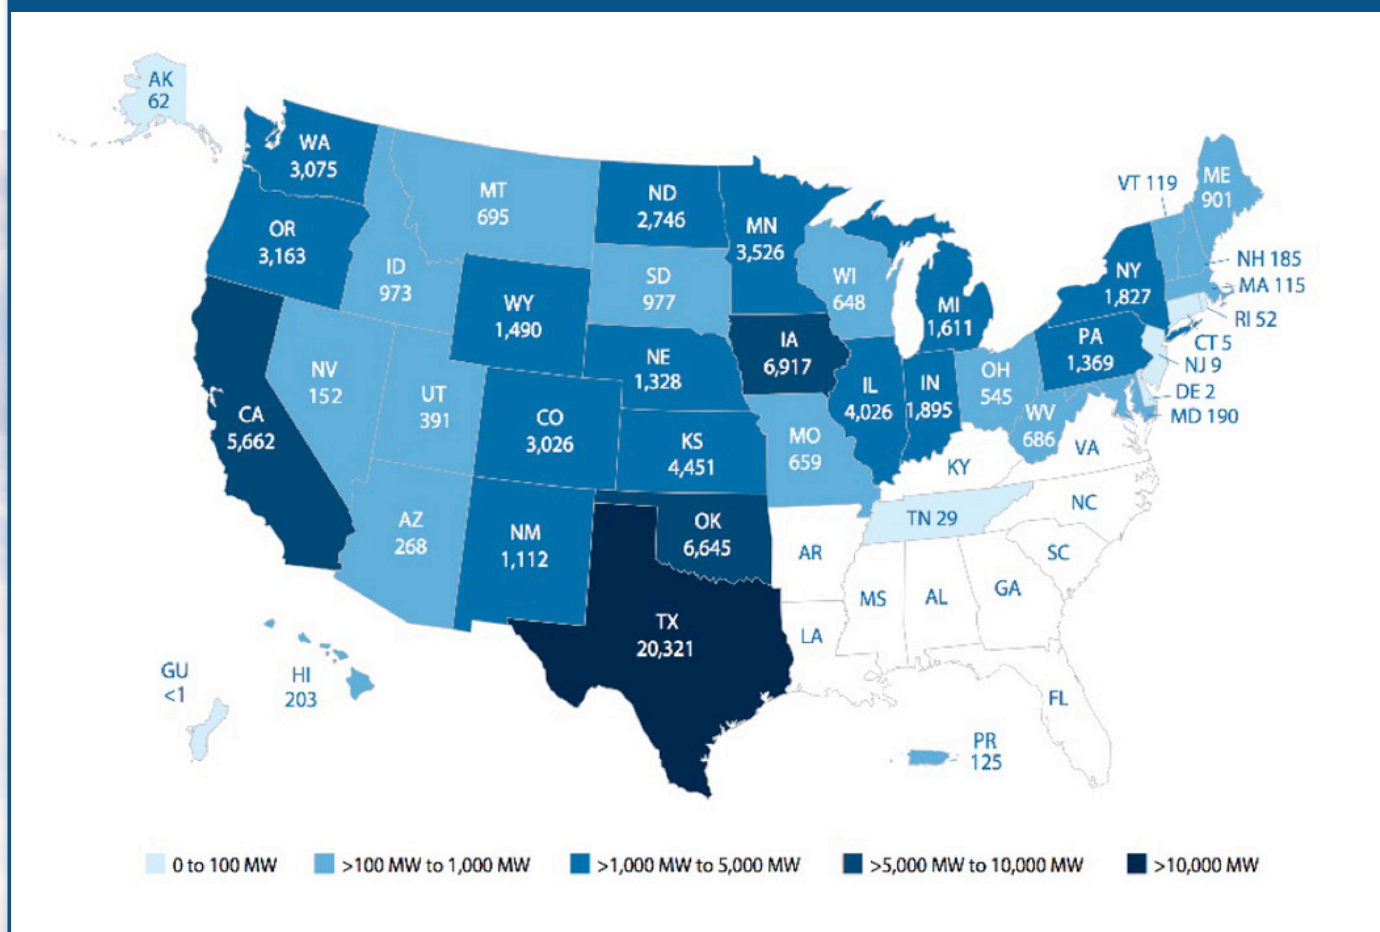 AK
62
WA
3,075
OR
3,163
CA
5,662
ID
973
NV
152
MT
695
WY
1,490
UT
391
AZ
268
CO
3,026
NM
1,112
ND
2,746
SD
977
NE
1,328
KS
4,451
OK
6,645
TX
20,321
MN
3,526
IA
6,917
MO
659
AR
LA
WI
648
IL
4,026
MI
1,611
IN
1,895
OH
545
KY
TN 29
MS
AL
GA
FL
SC
NC
VA
WV
686
PA
1,369
NY
1,827
VT 119
ME
901
NH 185
MA 115
RI 52
CT 5
NJ 9
DE 2
MD 190
GU
<1
HI
203
PR
125
0 to 100 MW
>100 MW to 1,000 MW
>1,000 MW to 5,000 MW
>5,000 MW to 10,000 MW
>10,000 MW